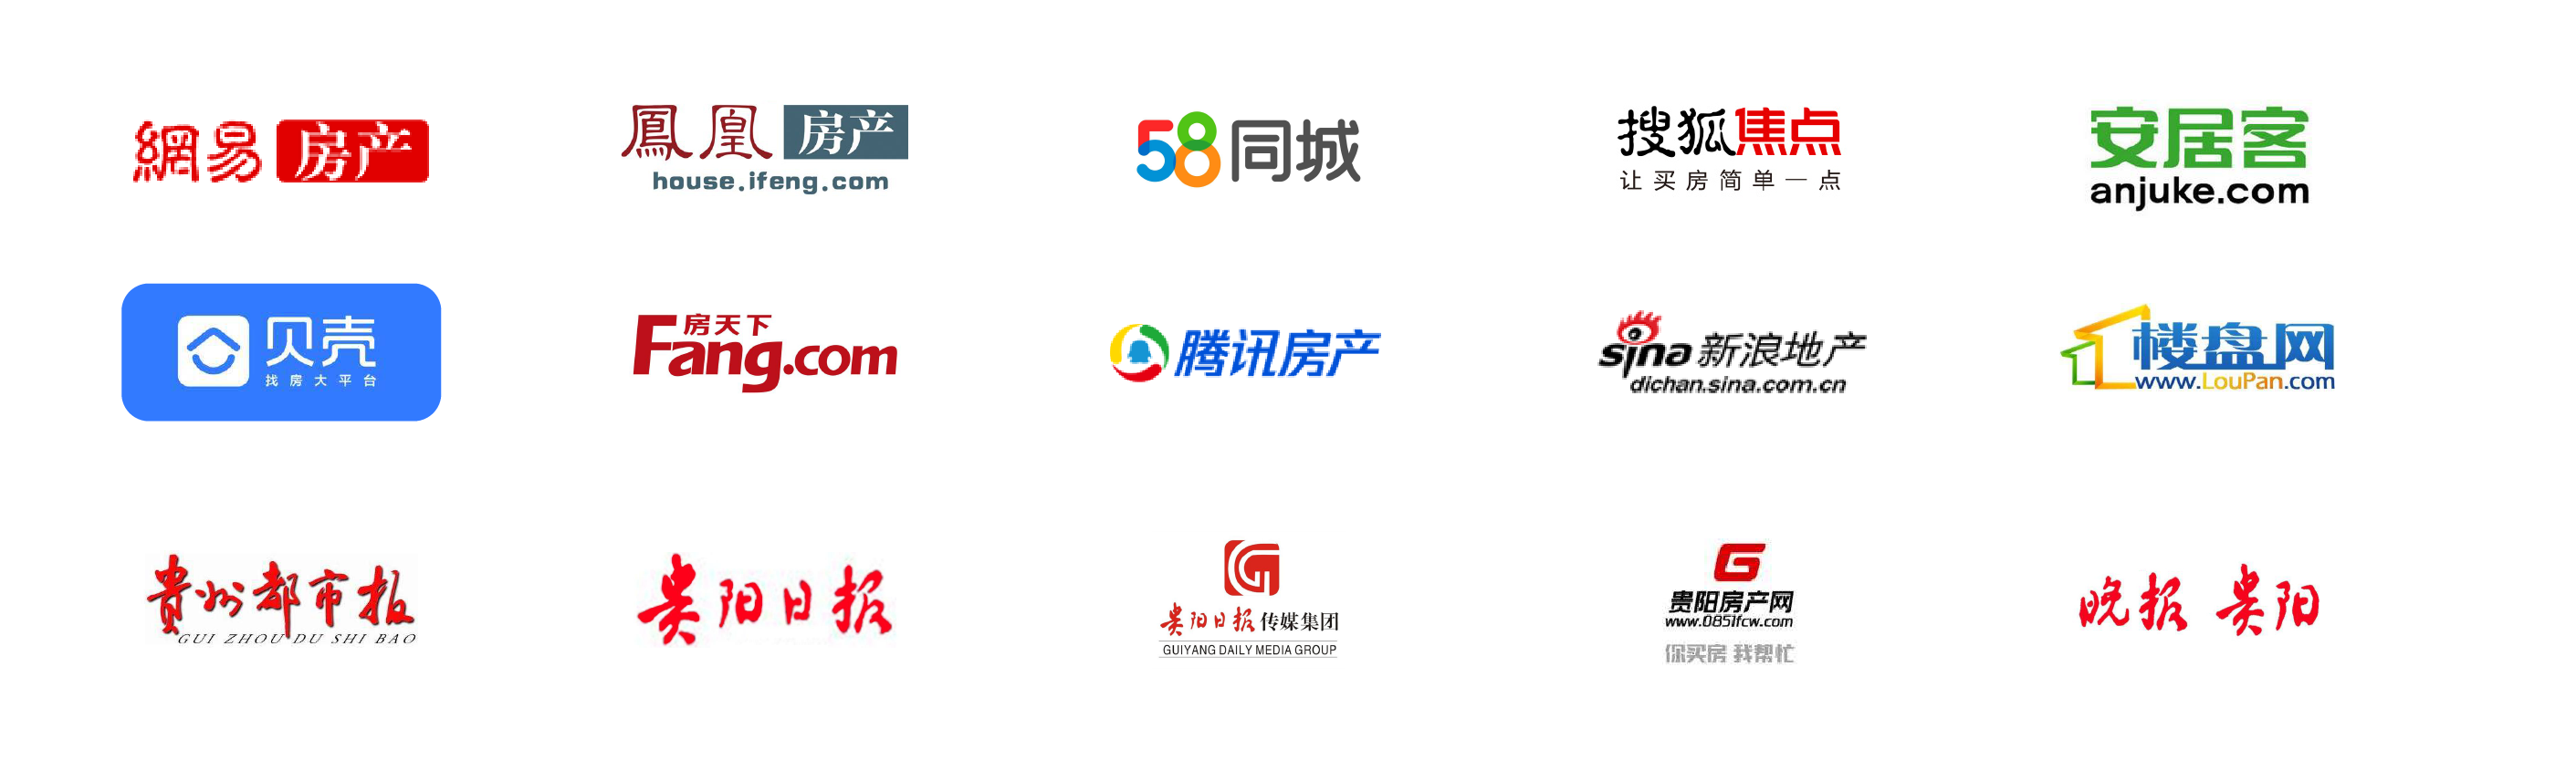 網易 房产
鳳凰 房产
house.ifeng.com
58同城
搜狐焦点
让买房简单一点
安居客
anjuke.com
贝壳
找房大平台
房天下
Fang.com
腾讯房产
sina 新浪地产
dichan.sina.com.cn
楼盘网
www.LouPan.com
贵州都市报
GUI ZHOU DU SHI BAO
贵阳日报
贵阳日报传媒集团
GUIYANG DAILY MEDIA GROUP
贵阳房产网
www.0851fcw.com
你买房 我帮忙
晚报 贵阳